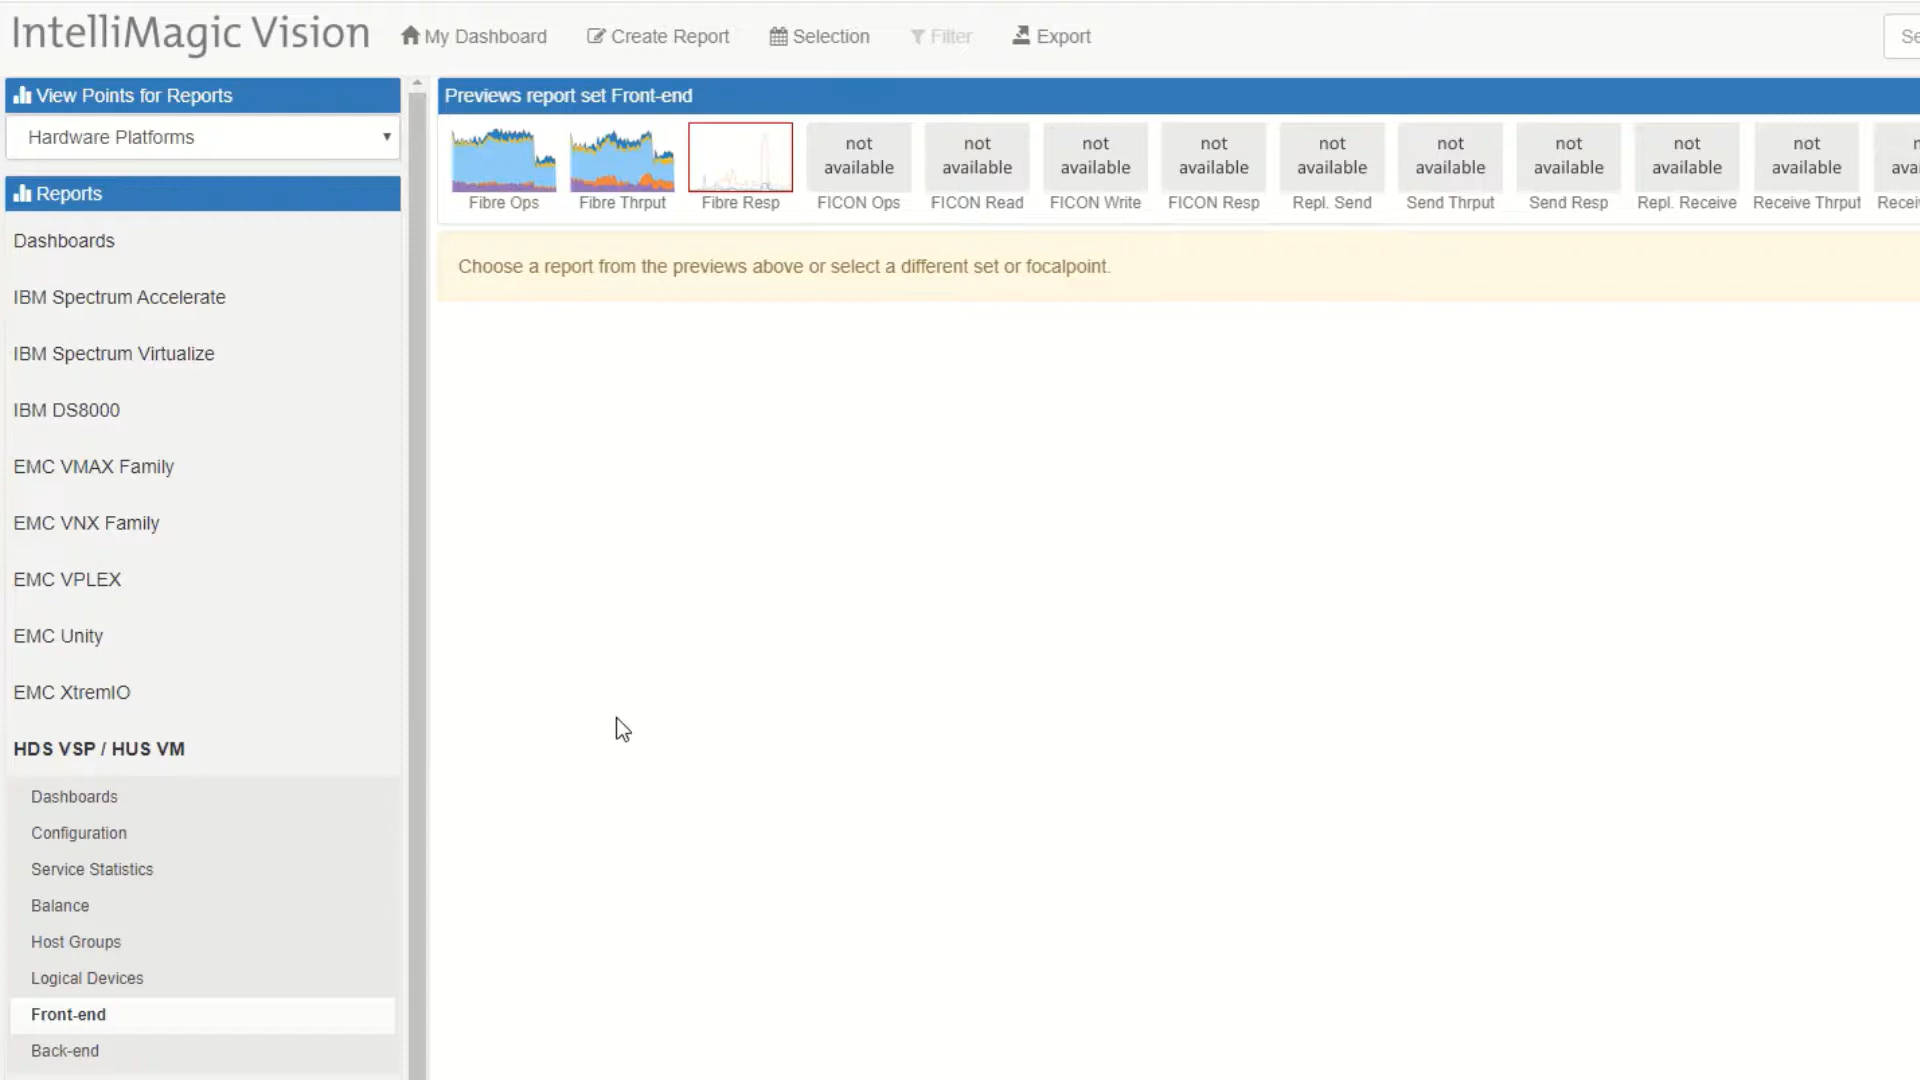 IntelliMagic Vision
My Dashboard
Create Report
Selection
Filter
Export
View Points for Reports
Hardware Platforms
Reports
Dashboards
IBM Spectrum Accelerate
IBM Spectrum Virtualize
IBM DS8000
EMC VMAX Family
EMC VNX Family
EMC VPLEX
EMC Unity
EMC XtremIO
HDS VSP / HUS VM
Dashboards
Configuration
Service Statistics
Balance
Host Groups
Logical Devices
Front-end
Back-end
Previews report set Front-end
Fibre Ops
Fibre Thrput
Fibre Resp
not
available
FICON Ops
not
available
FICON Read
not
available
FICON Write
not
available
FICON Resp
not
available
Repl. Send
not
available
Send Thrput
not
available
Send Resp
not
available
Repl. Receive
not
available
Receive Thrput
Choose a report from the previews above or select a different set or focalpoint.